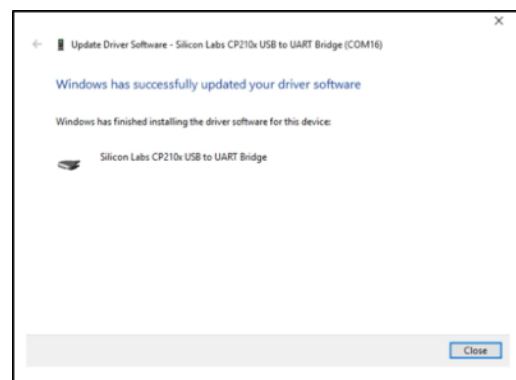 Update Driver Software - Silicon Labs CP210x USB to UART Bridge (COM16)
Windows has successfully updated your driver software
Windows has finished installing the driver software for this device:
Silicon Labs CP210x USB to UART Bridge
Close